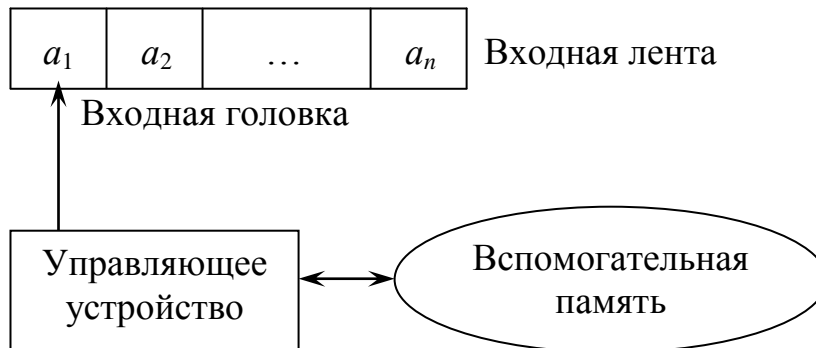 a₁ a₂ … aₙ Входная лента
Входная головка
Управляющее
устройство
Вспомогательная
память